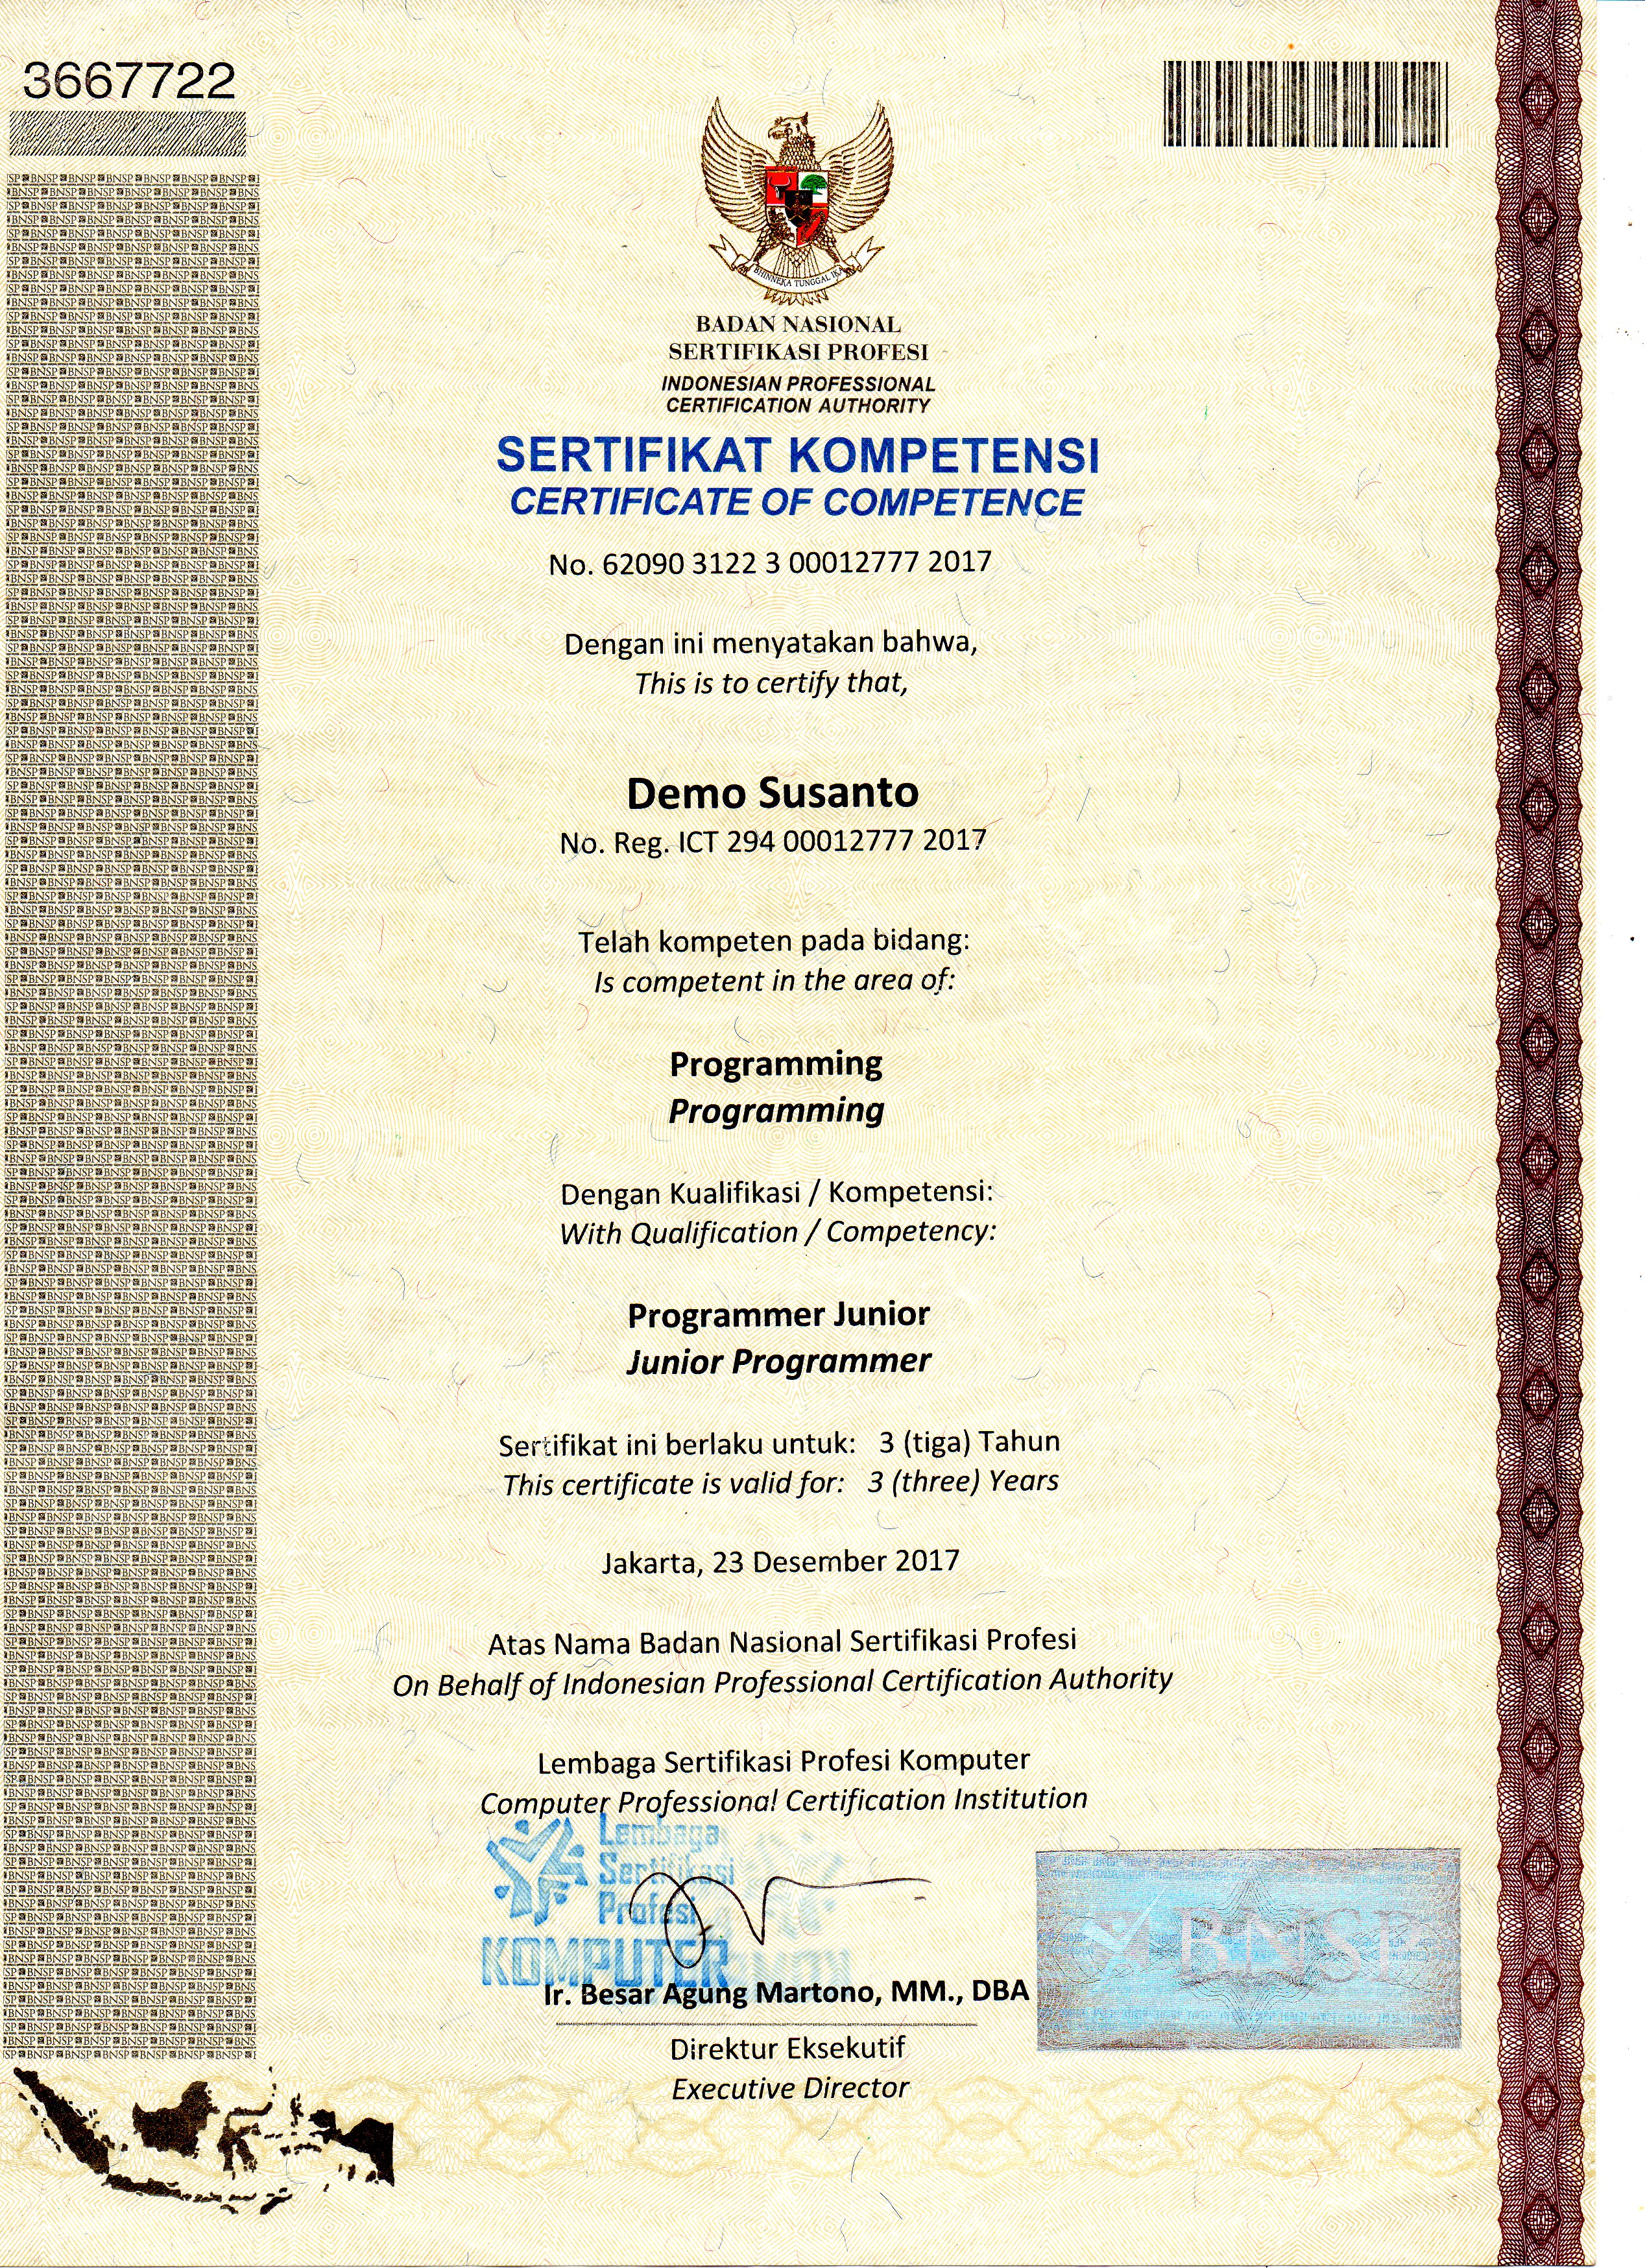 3667722
BHINNEKA TUNGGAL IKA
BADAN NASIONAL
SERTIFIKASI PROFESI
INDONESIAN PROFESSIONAL
CERTIFICATION AUTHORITY
SERTIFIKAT KOMPETENSI
CERTIFICATE OF COMPETENCE
No. 62090 3122 3 00012777 2017
Dengan ini menyatakan bahwa,
This is to certify that,
Demo Susanto
No. Reg. ICT 294 00012777 2017
Telah kompeten pada bidang:
Is competent in the area of:
Programming
Programming
Dengan Kualifikasi / Kompetensi:
With Qualification / Competency:
Programmer Junior
Junior Programmer
Sertifikat ini berlaku untuk: 3 (tiga) Tahun
This certificate is valid for: 3 (three) Years
Jakarta, 23 Desember 2017
Atas Nama Badan Nasional Sertifikasi Profesi
On Behalf of Indonesian Professional Certification Authority
Lembaga Sertifikasi Profesi Komputer
Computer Professional Certification Institution
Lembaga
Sertifikasi
Profesi
KOMPUTER
BNSP
Ir. Besar Agung Martono, MM., DBA
Direktur Eksekutif
Executive Director